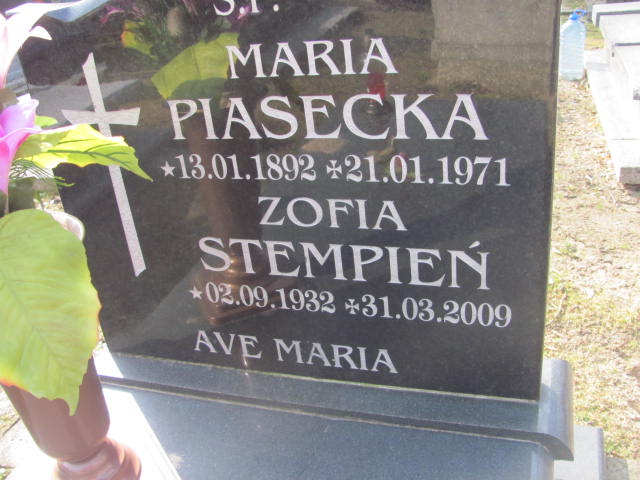 Ś.P.
MARIA
PIASECKA
★13.01.1892 ✠21.01.1971
ZOFIA
STEMPIEŃ
★02.09.1932 ✠31.03.2009
AVE MARIA